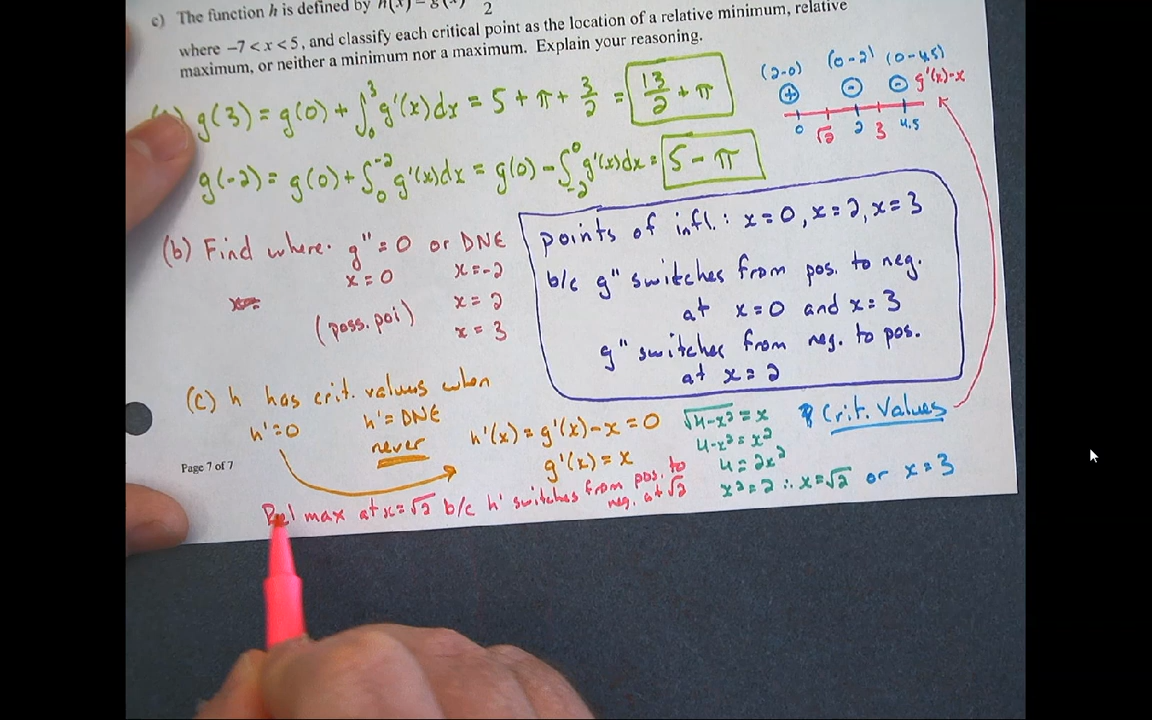 c) The function h is defined by h(x) = g(x) - 2
where −7 < x < 5, and classify each critical point as the location of a relative minimum, relative
maximum, or neither a minimum nor a maximum. Explain your reasoning.
g(3) = g(0) + ∫₀³ g'(x)dx = 5 + π + 3/2 = 13/2 + π
g(-2) = g(0) + ∫₀⁻² g'(x)dx = g(0) - ∫₋₂⁰ g'(x)dx = 5 - π
(2-0) (0-2) (0-4.5)
+ - - g'(x)-x
0 √2 2 3 4.5
(b) Find where g" = 0 or DNE
x=0 x=-2
x=
(poss. poi) x=2
x=3
points of infl.: x=0, x=2, x=3
b/c g" switches from pos. to neg.
at x=0 and x=3
g" switches from neg. to pos.
at x=2
(c) h has crit. values when
h'=0 h'=DNE
never
h'(x)=g'(x)-x=0
g'(x)=x
√4-x² = x
4-x²=x²
4=2x²
x²=2 ∴ x=√2 or x=3
Crit. Values
Page 7 of 7
Rel max at x=√2 b/c h' switches from pos. to
neg. at √2